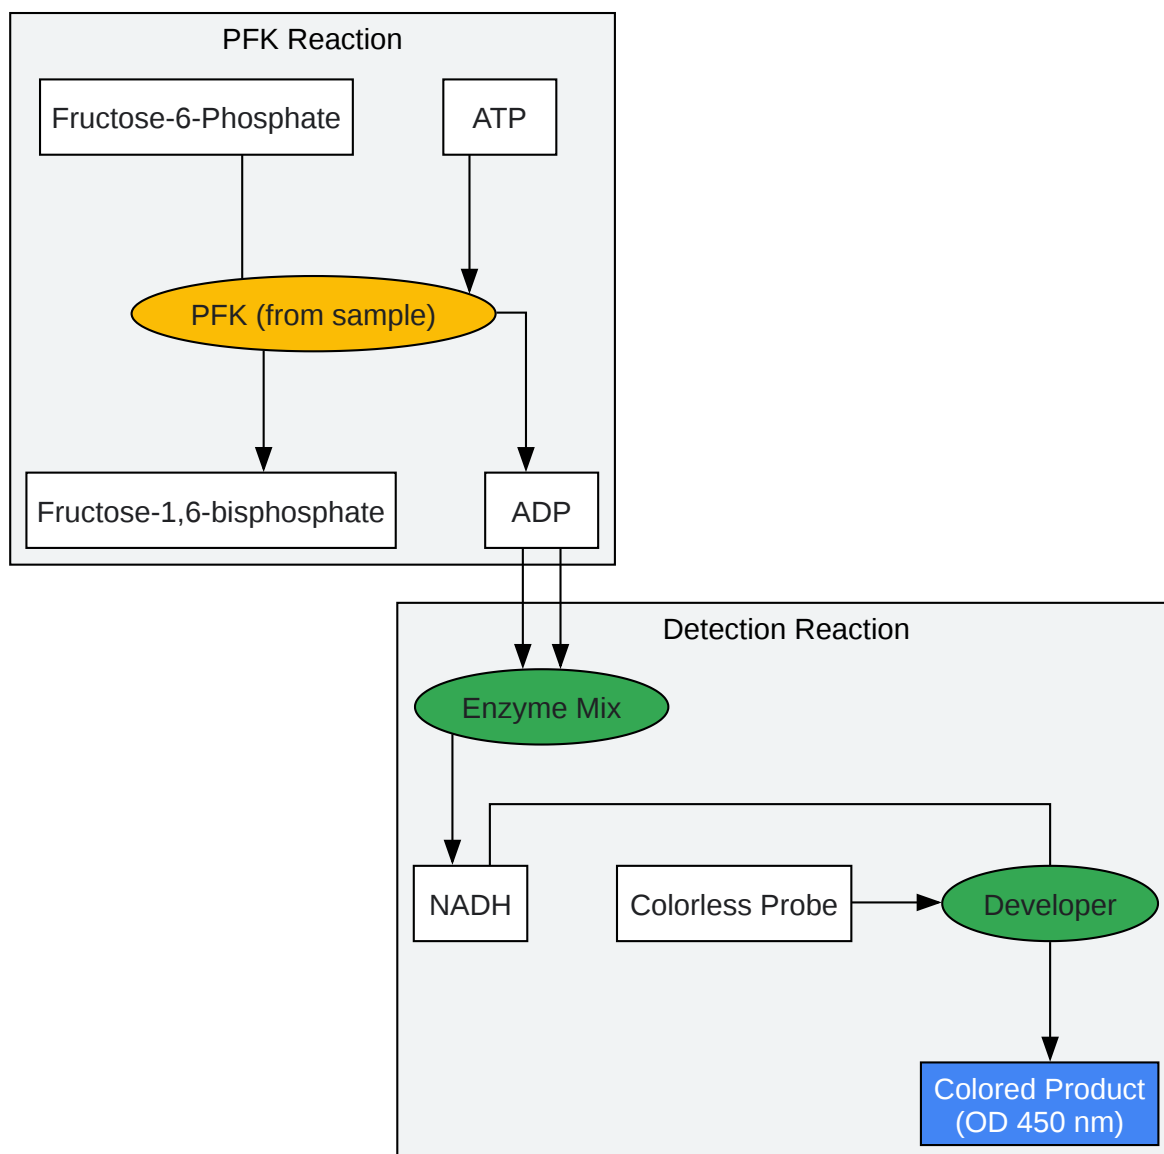 PFK Reaction
Fructose-6-Phosphate
ATP
PFK (from sample)
Fructose-1,6-bisphosphate
ADP
Detection Reaction
Enzyme Mix
NADH
Colorless Probe
Developer
Colored Product
(OD 450 nm)